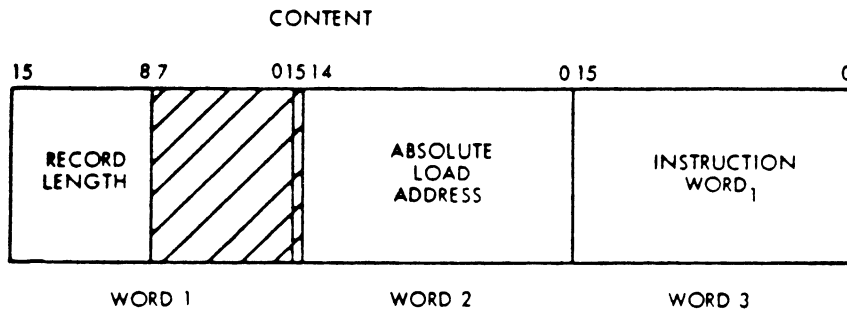 CONTENT
15 8 7 0 15 14 0 15 0
RECORD LENGTH
ABSOLUTE LOAD ADDRESS
INSTRUCTION WORD1
WORD 1 WORD 2 WORD 3